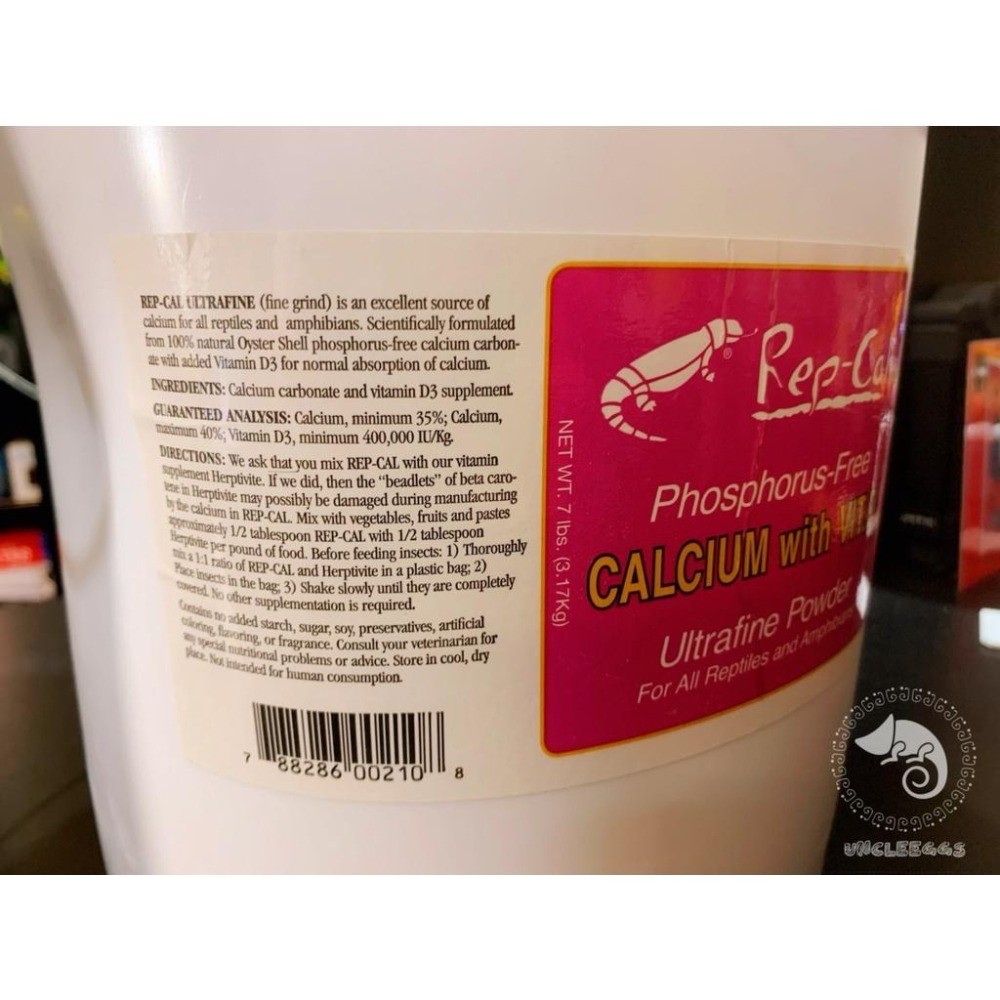 REP-CAL ULTRAFINE (fine grind) is an excellent source of
calcium for all reptiles and amphibians. Scientifically formulated
from 100% natural Oyster Shell phosphorus-free calcium carbon-
ate with added Vitamin D3 for normal absorption of calcium.
INGREDIENTS: Calcium carbonate and vitamin D3 supplement.
GUARANTEED ANALYSIS: Calcium, minimum 35%; Calcium,
maximum 40%; Vitamin D3, minimum 400,000 IU/Kg.
DIRECTIONS: We ask that you mix REP-CAL with our vitamin
supplement Herptivite. If we did, then the "beadlets" of beta caro-
tene in Herptivite may possibly be damaged during manufacturing
by the calcium in REP-CAL. Mix with vegetables, fruits and pastes
approximately 1/2 tablespoon REP-CAL with 1/2 tablespoon
Herptivite per pound of food. Before feeding insects: 1) Thoroughly
mix a 1:1 ratio of REP-CAL and Herptivite in a plastic bag; 2)
Place insects in the bag; 3) Shake slowly until they are completely
covered. No other supplementation is required.
Contains no added starch, sugar, soy, preservatives, artificial
coloring, flavoring, or fragrance. Consult your veterinarian for
any special nutritional problems or advice. Store in cool, dry
place. Not intended for human consumption.
7 88286 00210 8
NET WT. 7 lbs. (3.17Kg)
®
Rep-Ca
Phosphorus-Free
CALCIUM with
Ultrafine Powder
For All Reptiles and Amphibians
UNCLEEGGS